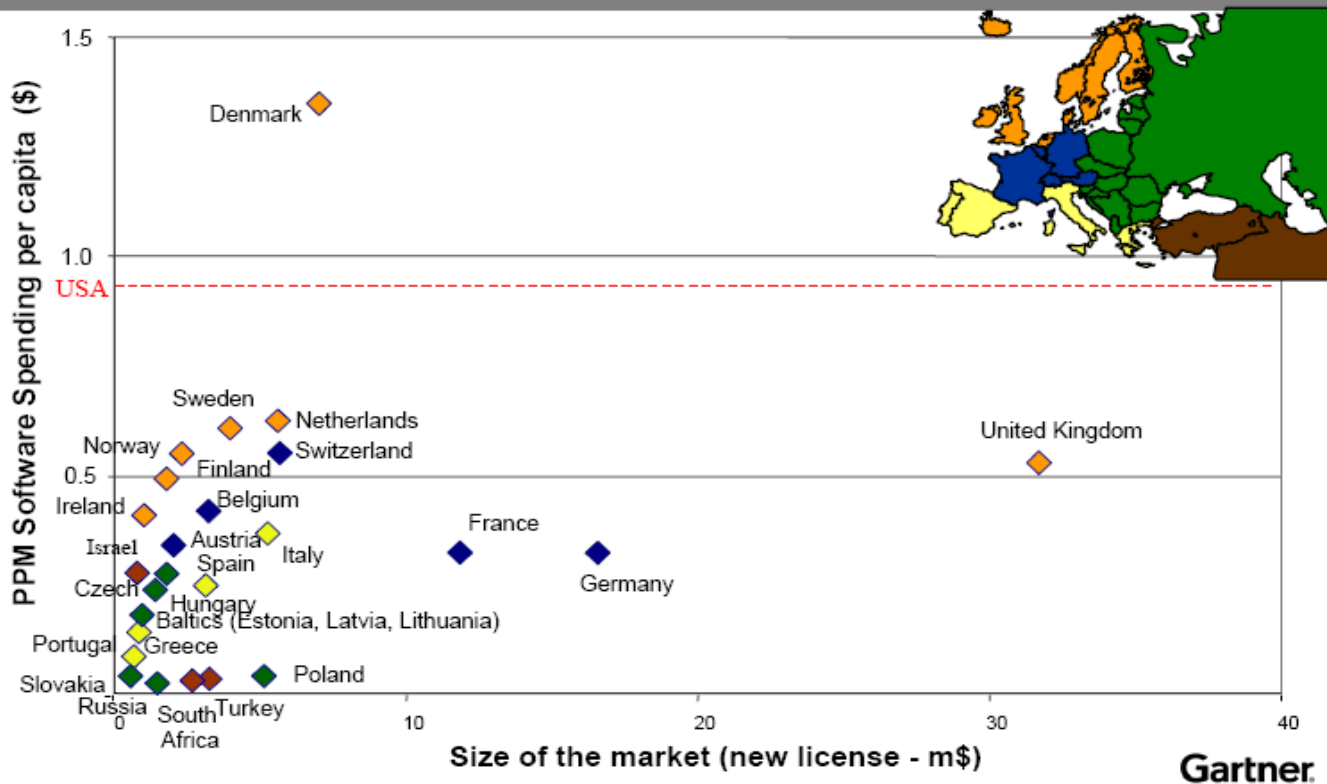 PPM Software Spending per capita ($)
1.5
Denmark
1.0
USA
Sweden
Netherlands
United Kingdom
Norway
Switzerland
Finland
0.5
Belgium
Ireland
France
Austria
Israel
Italy
Spain
Germany
Czech
Hungary
Baltics (Estonia, Latvia, Lithuania)
Portugal
Greece
Poland
Slovakia
Russia
Turkey
South
Africa
0
10
20
30
40
Size of the market (new license - m$)
Gartner